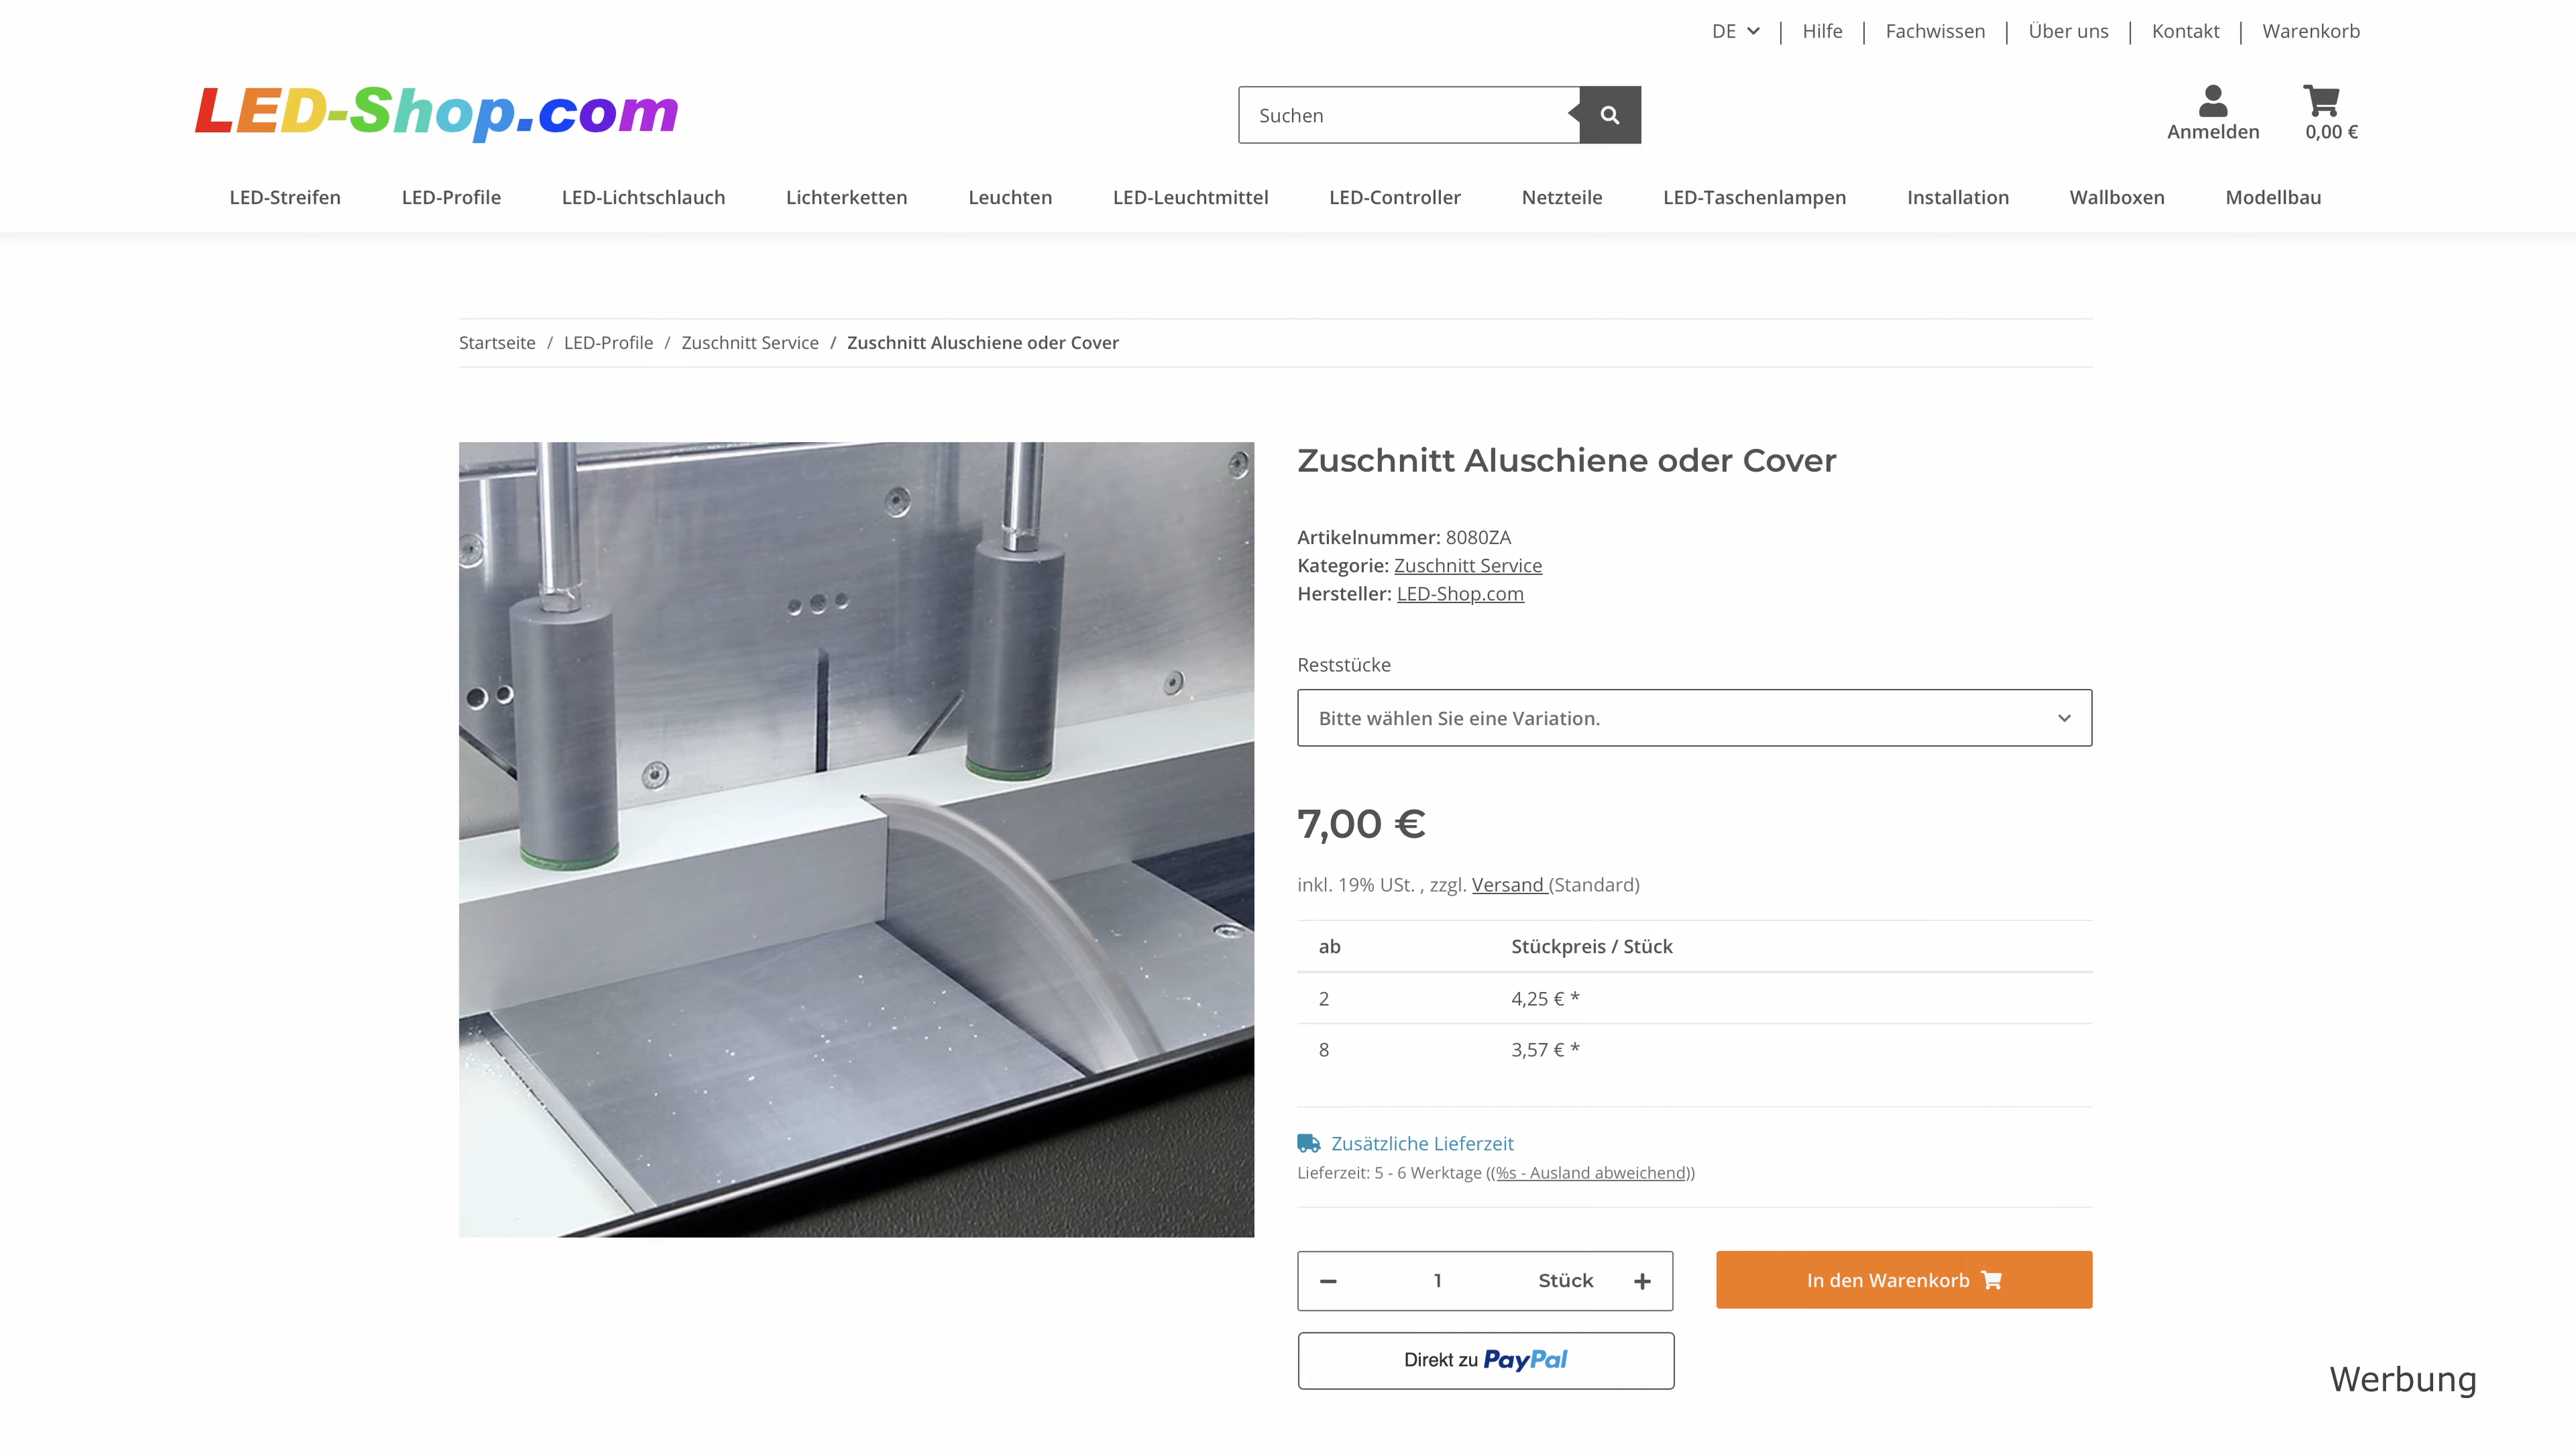 DE | Hilfe | Fachwissen | Über uns | Kontakt | Warenkorb
LED-Shop.com
Suchen
Anmelden
0,00 €
LED-Streifen LED-Profile LED-Lichtschlauch Lichterketten Leuchten LED-Leuchtmittel LED-Controller Netzteile LED-Taschenlampen Installation Wallboxen Modellbau
Startseite / LED-Profile / Zuschnitt Service / Zuschnitt Aluschiene oder Cover
Zuschnitt Aluschiene oder Cover
Artikelnummer: 8080ZA
Kategorie: Zuschnitt Service
Hersteller: LED-Shop.com
Reststücke
Bitte wählen Sie eine Variation.
7,00 €
inkl. 19% USt. , zzgl. Versand (Standard)
ab Stückpreis / Stück
2 4,25 € *
8 3,57 € *
Zusätzliche Lieferzeit
Lieferzeit: 5 - 6 Werktage ((%s - Ausland abweichend))
1 Stück
In den Warenkorb
Direkt zu PayPal
Werbung